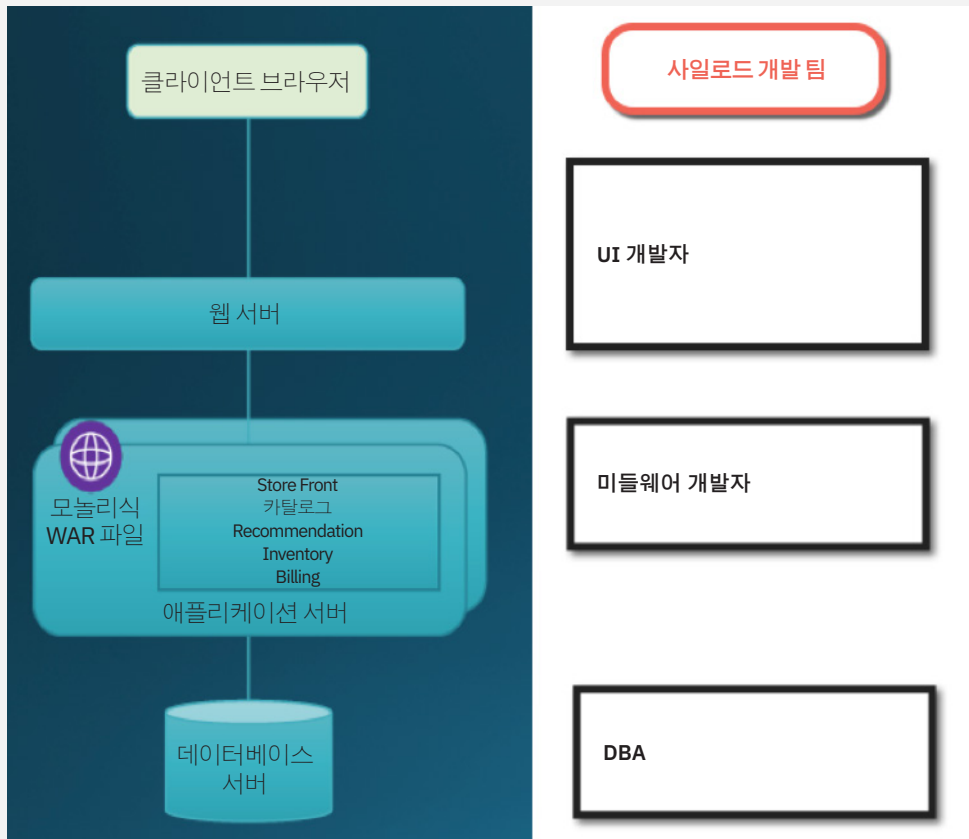 클라이언트 브라우저
사일로드 개발 팀
UI 개발자
웹 서버
모놀리식
WAR 파일
Store Front
카탈로그
Recommendation
Inventory
Billing
애플리케이션 서버
미들웨어 개발자
데이터베이스
서버
DBA